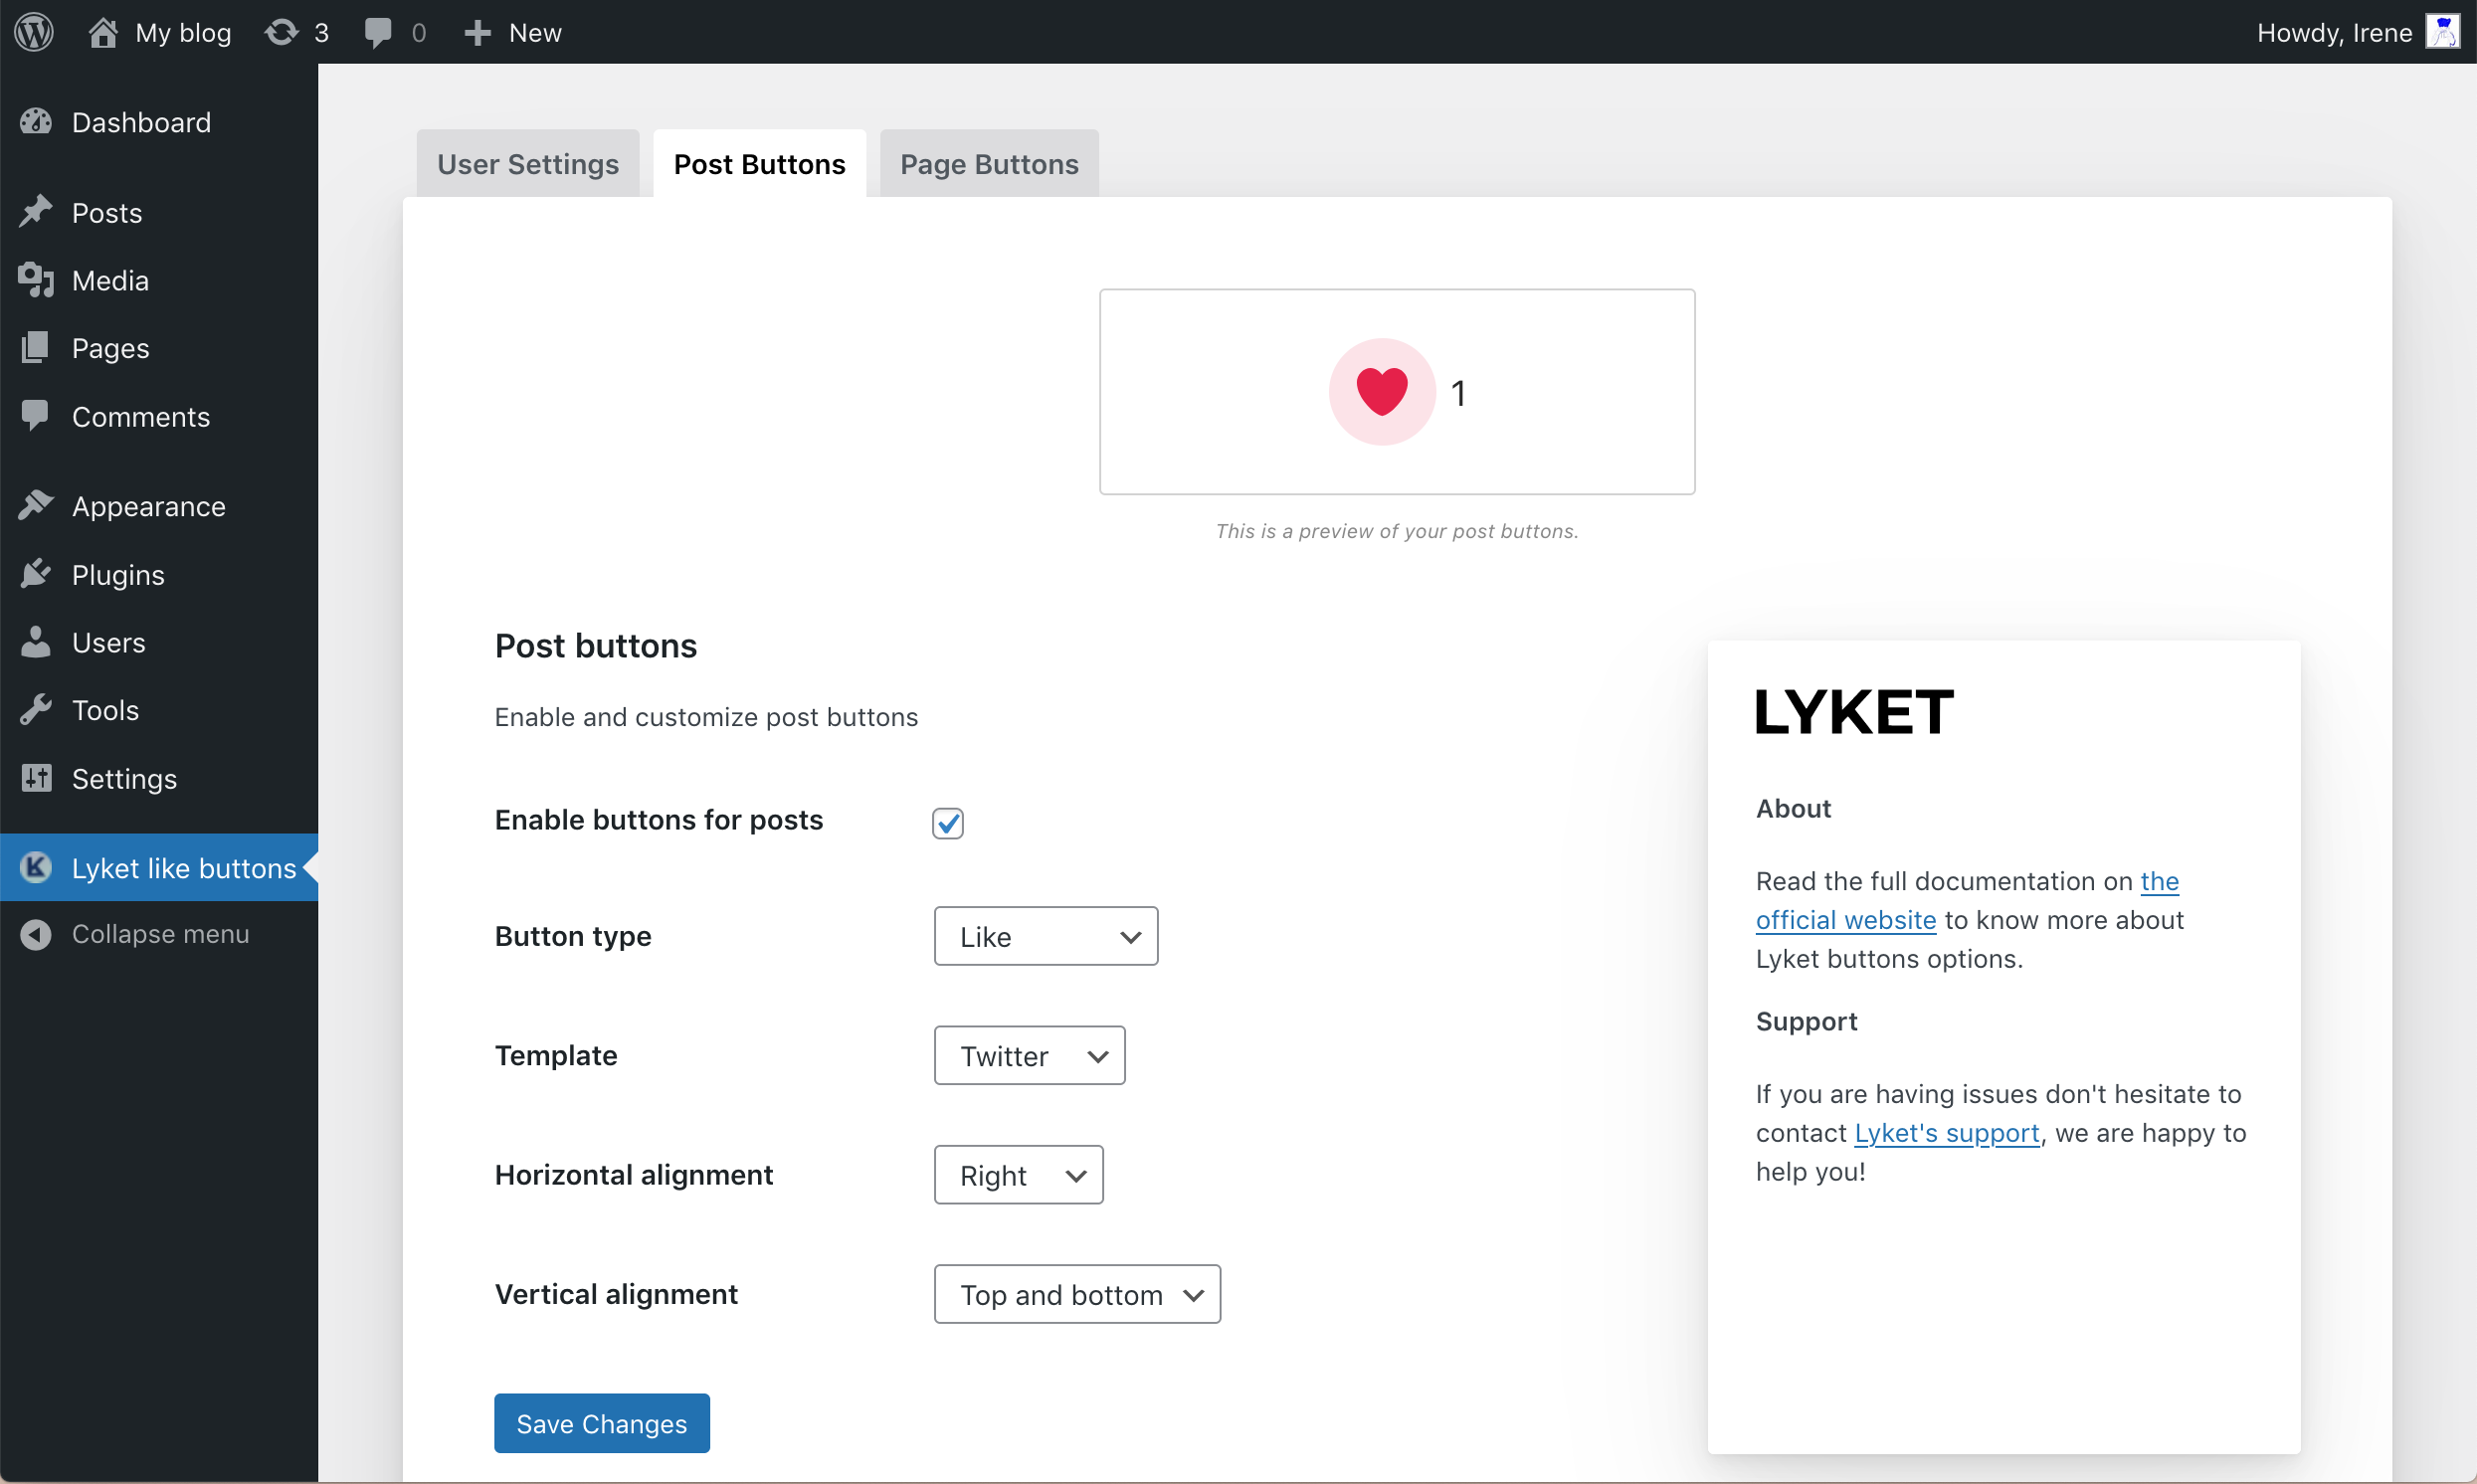 My blog 3 0 New Howdy, Irene
Dashboard
Posts
Media
Pages
Comments
Appearance
Plugins
Users
Tools
Settings
Lyket like buttons
Collapse menu
User Settings Post Buttons Page Buttons
1
This is a preview of your post buttons.
Post buttons
Enable and customize post buttons
Enable buttons for posts
Button type Like
Template Twitter
Horizontal alignment Right
Vertical alignment Top and bottom
Save Changes
LYKET
About
Read the full documentation on the
official website to know more about
Lyket buttons options.
Support
If you are having issues don't hesitate to
contact Lyket's support, we are happy to
help you!